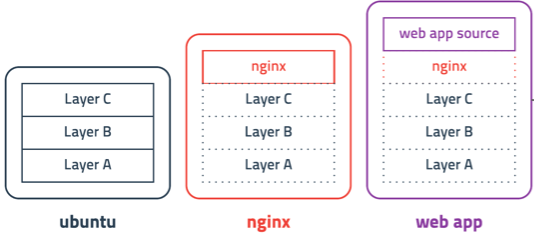 Layer C
Layer B
Layer A
ubuntu
nginx
Layer C
Layer B
Layer A
nginx
web app source
nginx
Layer C
Layer B
Layer A
web app